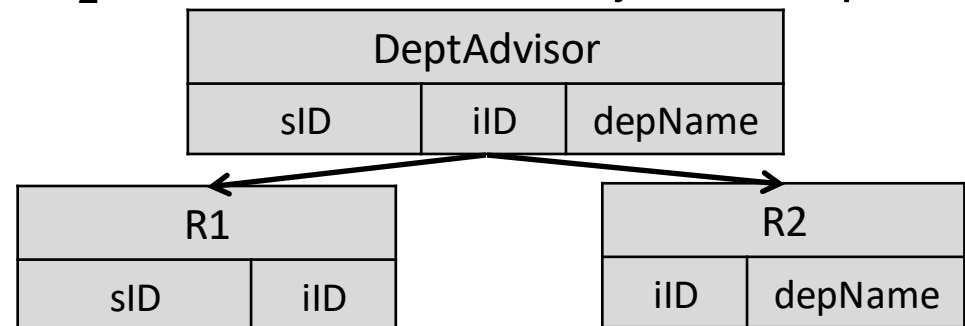 DeptAdvisor
sID iID depName
R1 R2
sID iID iID depName